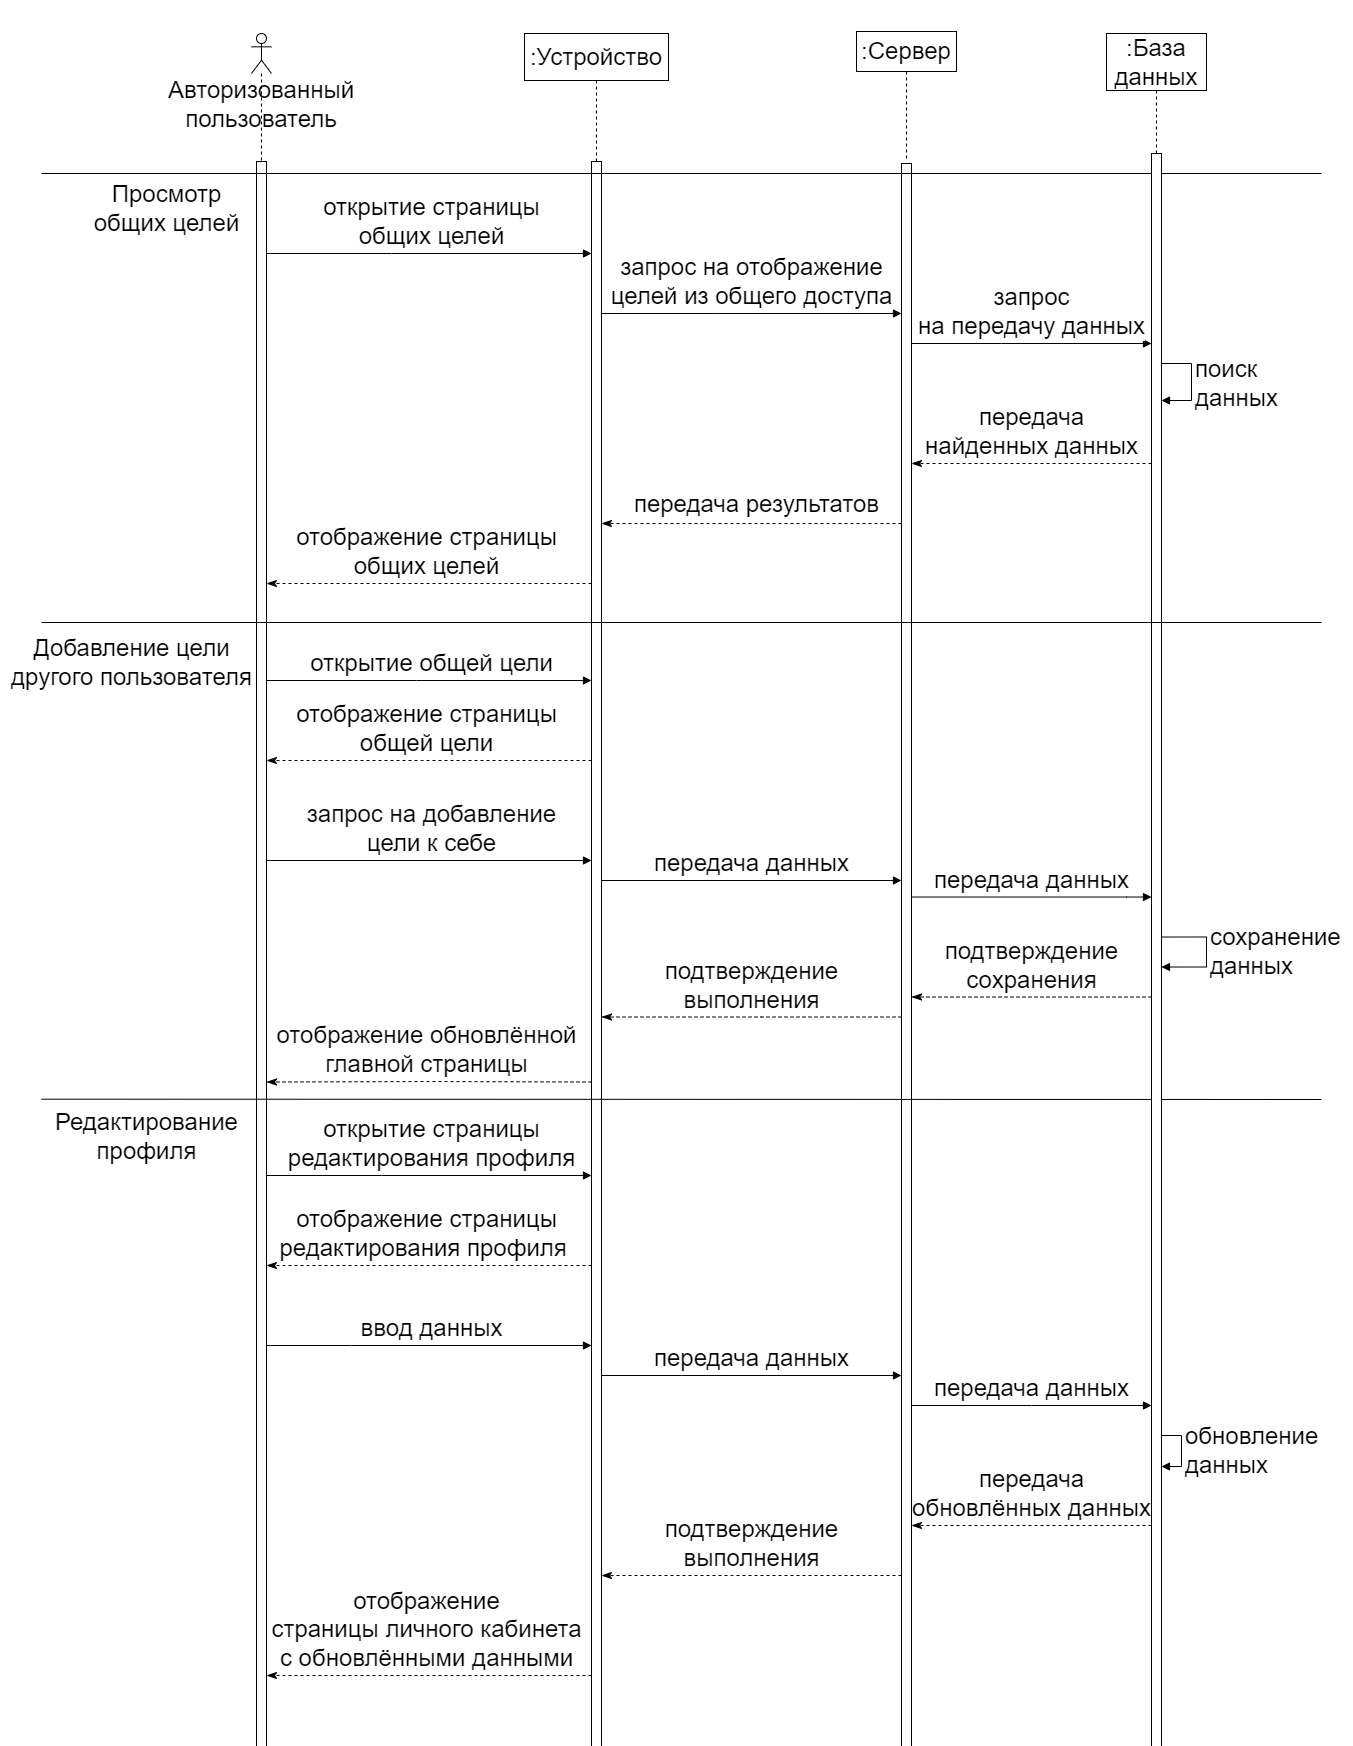 Авторизованный
пользователь
:Устройство
:Сервер
:База
данных
Просмотр
общих целей
открытие страницы
общих целей
запрос на отображение
целей из общего доступа
запрос
на передачу данных
поиск
данных
передача
найденных данных
передача результатов
отображение страницы
общих целей
Добавление цели
другого пользователя
открытие общей цели
отображение страницы
общей цели
запрос на добавление
цели к себе
передача данных
передача данных
сохранение
данных
подтверждение
сохранения
подтверждение
выполнения
отображение обновлённой
главной страницы
Редактирование
профиля
открытие страницы
редактирования профиля
отображение страницы
редактирования профиля
ввод данных
передача данных
передача данных
обновление
данных
передача
обновлённых данных
подтверждение
выполнения
отображение
страницы личного кабинета
с обновлёнными данными